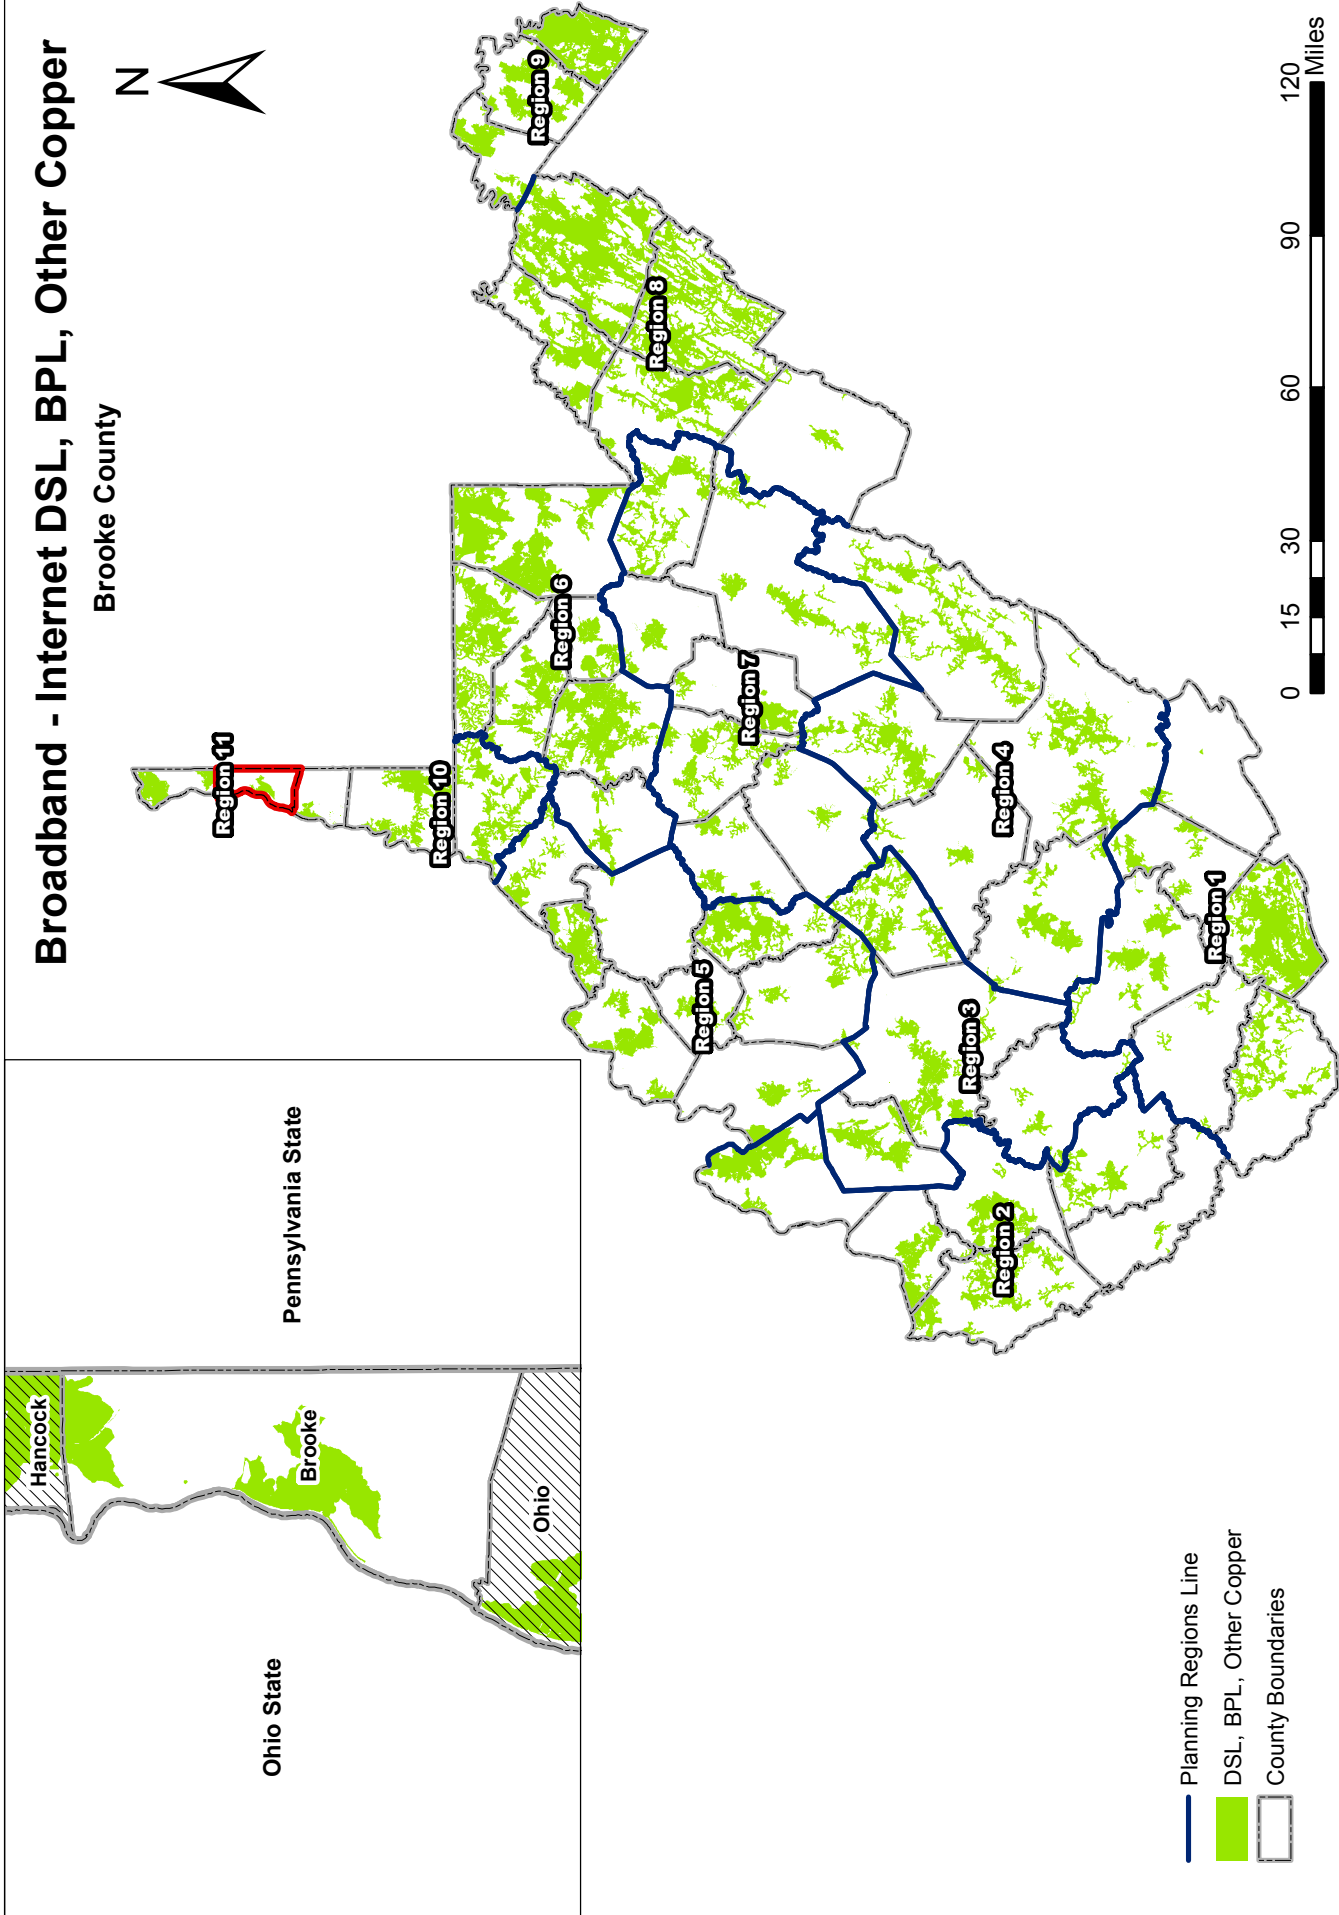 Broadband - Internet DSL, BPL, Other Copper
Brooke County
N
Hancock
Brooke
Ohio
Ohio State
Pennsylvania State
Region 11
Region 10
Region 6
Region 9
Region 8
Region 7
Region 5
Region 4
Region 3
Region 2
Region 1
Planning Regions Line
DSL, BPL, Other Copper
County Boundaries
0 15 30 60 90 120
Miles